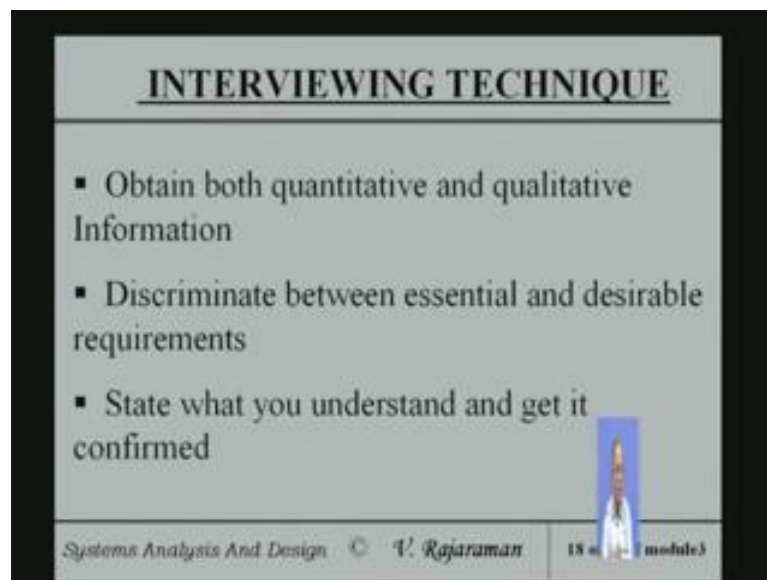 INTERVIEWING TECHNIQUE
▪ Obtain both quantitative and qualitative
Information
▪ Discriminate between essential and desirable
requirements
▪ State what you understand and get it
confirmed
Systems Analysis And Design © V. Rajaraman 18 module3